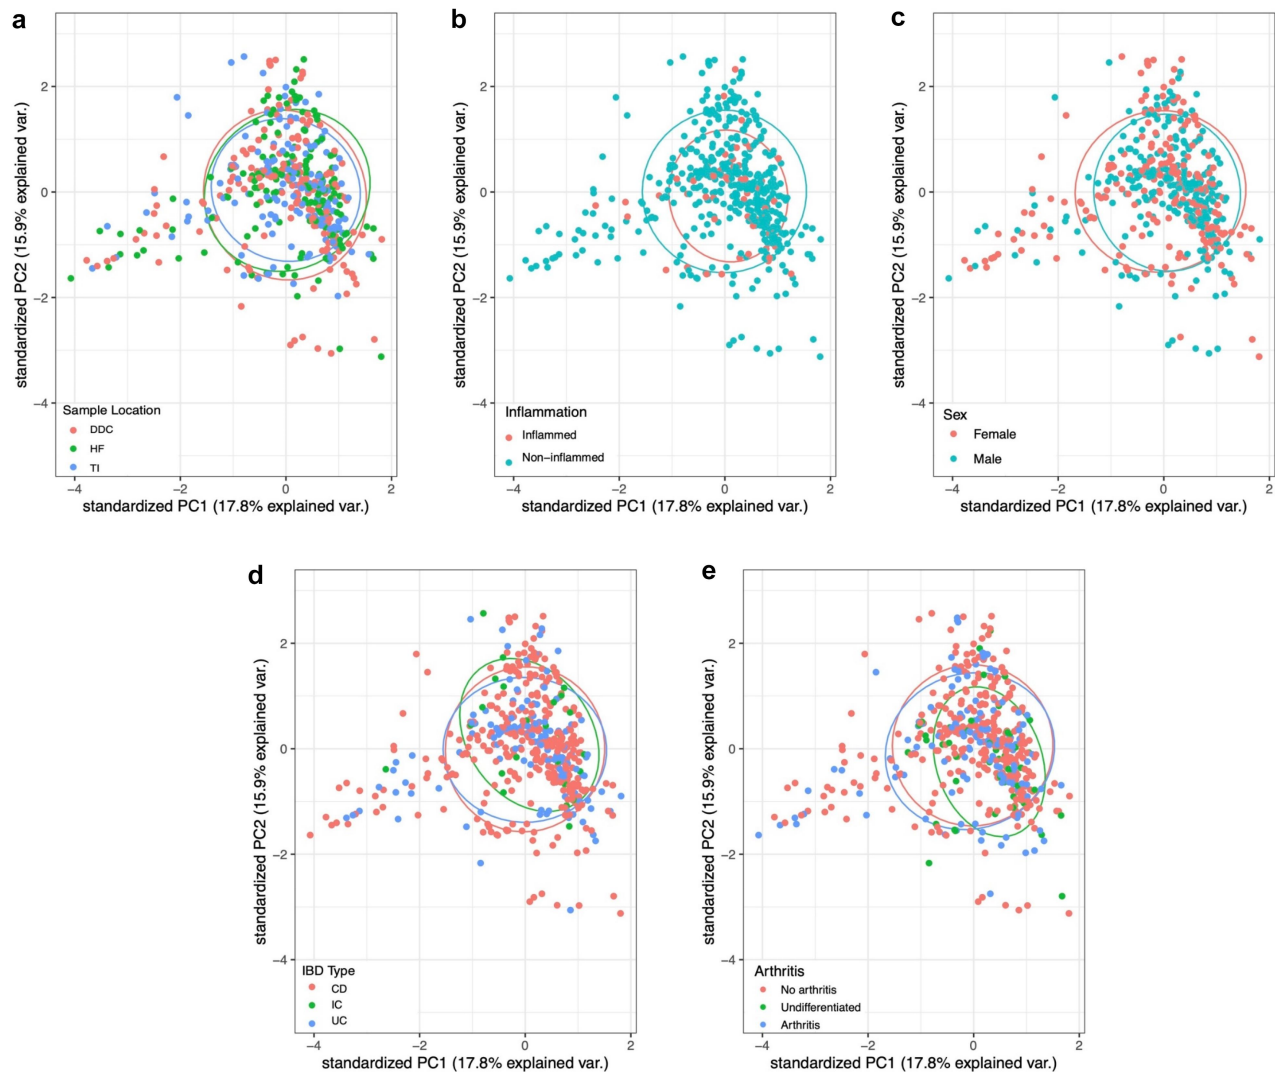 a
2
0
−2
−4
−4
−2
0
2
standardized PC2 (15.9% explained var.)
standardized PC1 (17.8% explained var.)
Sample Location
DDC
HF
TI
b
2
0
−2
−4
−4
−2
0
2
standardized PC2 (15.9% explained var.)
standardized PC1 (17.8% explained var.)
Inflammation
Inflammed
Non−inflammed
c
2
0
−2
−4
−4
−2
0
2
standardized PC2 (15.9% explained var.)
standardized PC1 (17.8% explained var.)
Sex
Female
Male
d
2
0
−2
−4
−4
−2
0
2
standardized PC2 (15.9% explained var.)
standardized PC1 (17.8% explained var.)
IBD Type
CD
IC
UC
e
2
0
−2
−4
−4
−2
0
2
standardized PC2 (15.9% explained var.)
standardized PC1 (17.8% explained var.)
Arthritis
No arthritis
Undifferentiated
Arthritis